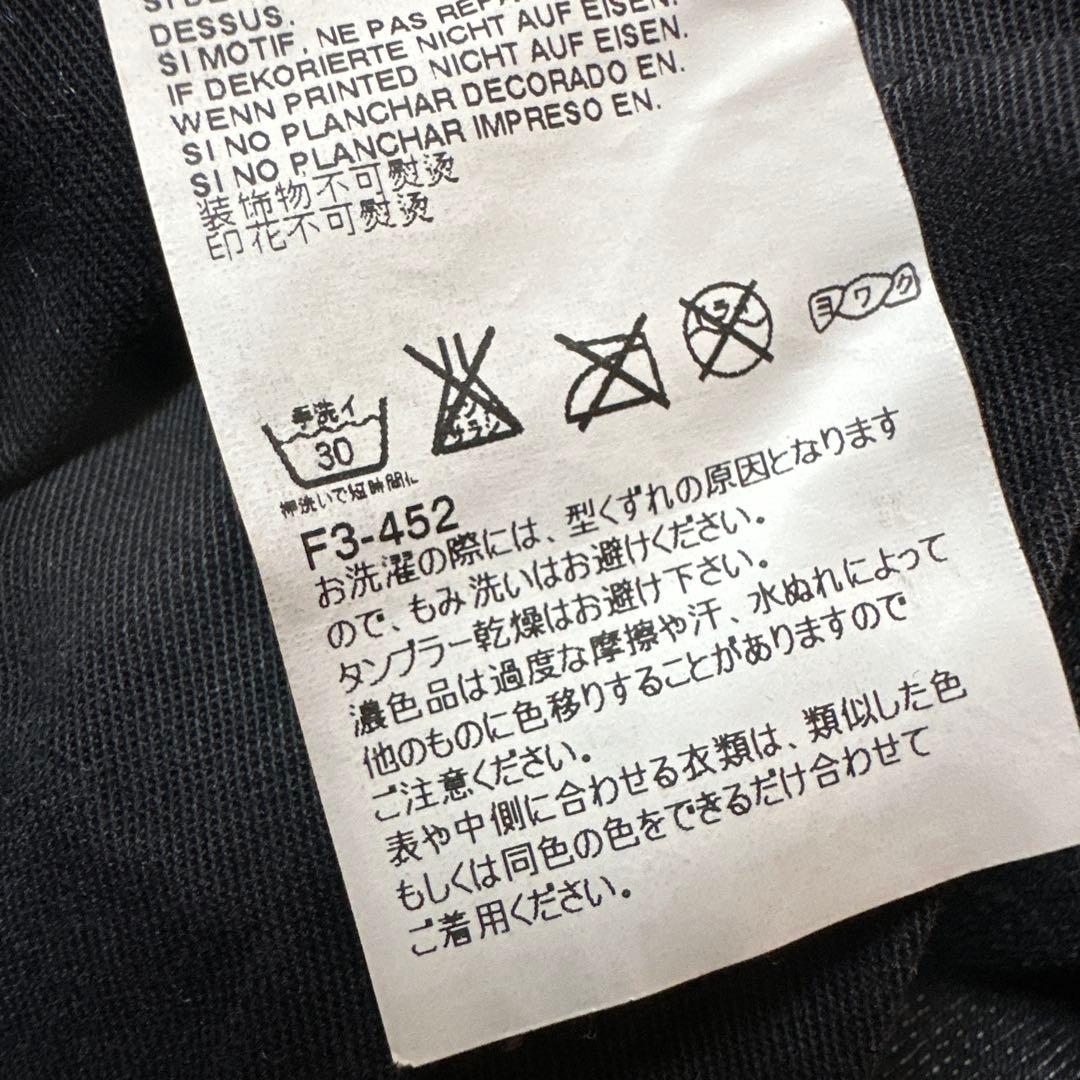 DESSUS.
SI MOTIF, NE PAS
IF DEKORIERTE NICHT AUF EISEN.
WENN PRINTED NICHT AUF EISEN.
SI NO PLANCHAR DECORADO EN.
SI NO PLANCHAR IMPRESO EN.
装飾物不可熨烫
印花不可熨烫
ヨワク
手洗イ
30
押洗いで短時間に
F3-452
お洗濯の際には、型くずれの原因となります
ので、もみ洗いはお避けください。
タンブラー乾燥はお避け下さい。
濃色品は過度な摩擦や汗、水ぬれによって
他のものに色移りすることがありますので
ご注意ください。
表や中側に合わせる衣類は、類似した色
もしくは同色の色をできるだけ合わせて
ご着用ください。